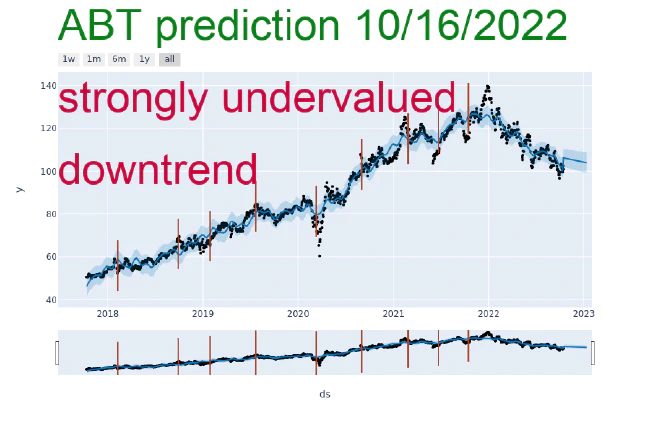 ABT prediction 10/16/2022
1w 1m 6m 1y all
strongly undervalued
downtrend
140
120
100
80
60
40
y
2018 2019 2020 2021 2022 2023
ds